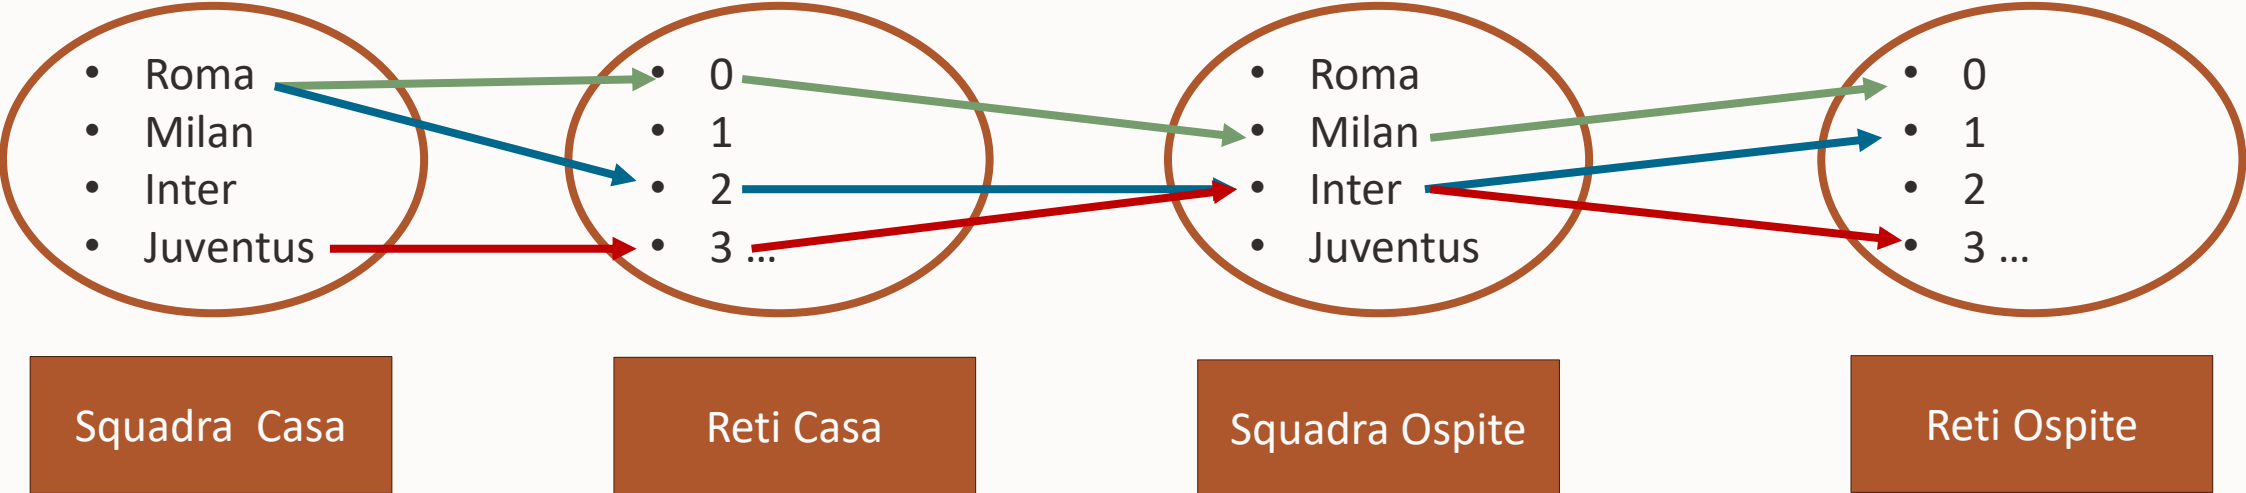 • Roma
• Milan
• Inter
• Juventus
• 0
• 1
• 2
• 3 ...
• Roma
• Milan
• Inter
• Juventus
• 0
• 1
• 2
• 3 ...
Squadra  Casa
Reti Casa
Squadra Ospite
Reti Ospite